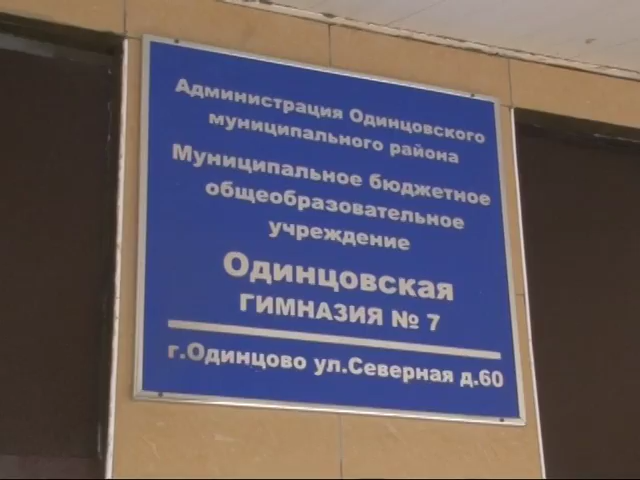 Администрация Одинцовского
муниципального района
Муниципальное бюджетное
общеобразовательное
учреждение
Одинцовская
ГИМНАЗИЯ № 7
г.Одинцово ул.Северная д.60